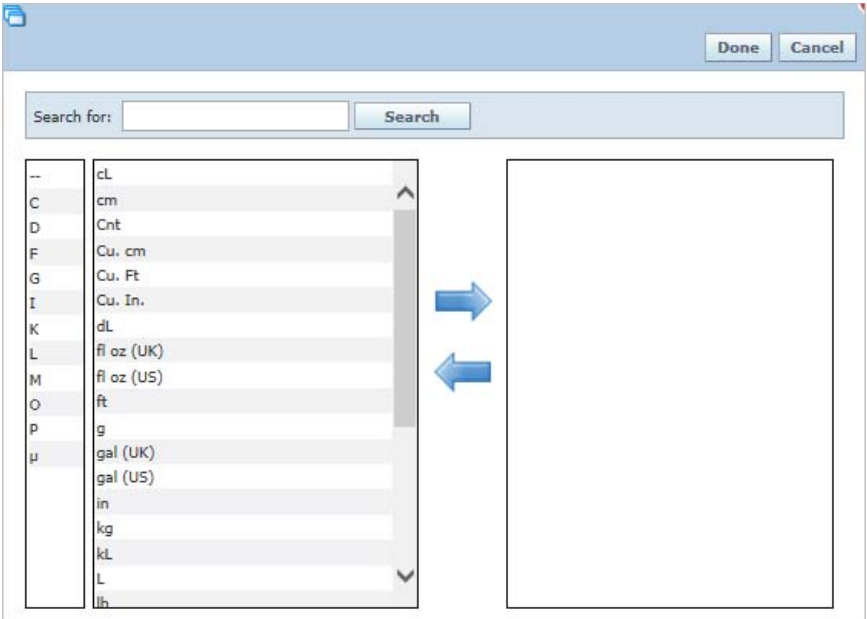 Done Cancel
Search for: Search
--
C
D
F
G
I
K
L
M
O
P
µ
cL
cm
Cnt
Cu. cm
Cu. Ft
Cu. In.
dL
fl oz (UK)
fl oz (US)
ft
g
gal (UK)
gal (US)
in
kg
kL
L
lb